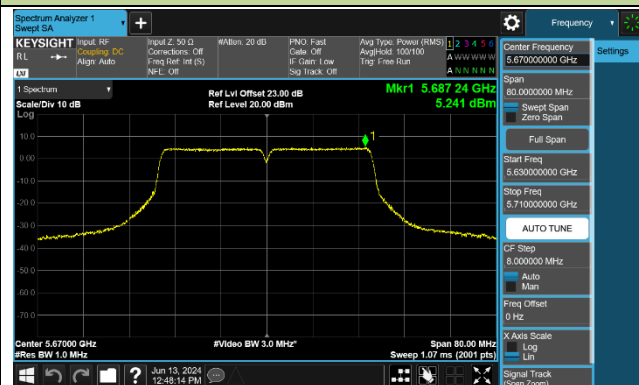 Spectrum Analyzer 1
Swept SA
+
Frequency
KEYSIGHT
RL
LXI
Input: RF
Coupling: DC
Align: Auto
Input Z: 50 Ω
Corrections: Off
Freq Ref: Int (S)
NFE: Off
#Atten: 20 dB
PNO: Fast
Gate: Off
IF Gain: Low
Sig Track: Off
Avg Type: Power (RMS)
Avg|Hold: 100/100
Trig: Free Run
1 2 3 4 5 6
A W W W W W
A N N N N N
1 Spectrum
Scale/Div 10 dB
Log
Ref Lvl Offset 23.00 dB
Ref Level 20.00 dBm
Mkr1 5.687 24 GHz
5.241 dBm
1
10.0
0.00
-10.0
-20.0
-30.0
-40.0
-50.0
-60.0
-70.0
Center 5.67000 GHz
#Res BW 1.0 MHz
#Video BW 3.0 MHz*
Span 80.00 MHz
Sweep 1.07 ms (2001 pts)
Jun 13, 2024
12:48:14 PM
?
Center Frequency
5.670000000 GHz
Settings
Span
80.0000000 MHz
Swept Span
Zero Span
Full Span
Start Freq
5.630000000 GHz
Stop Freq
5.710000000 GHz
AUTO TUNE
CF Step
8.000000 MHz
Auto
Man
Freq Offset
0 Hz
X Axis Scale
Log
Lin
Signal Track
(Span Zoom)